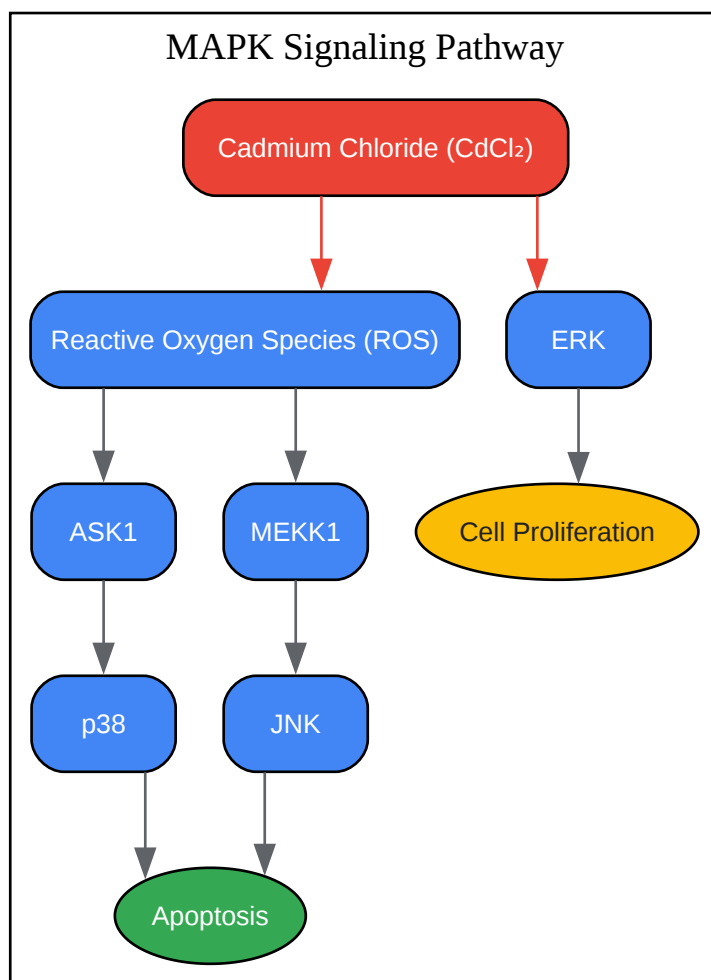 MAPK Signaling Pathway
Cadmium Chloride (CdCl₂)
Reactive Oxygen Species (ROS)
ERK
ASK1
MEKK1
Cell Proliferation
p38
JNK
Apoptosis